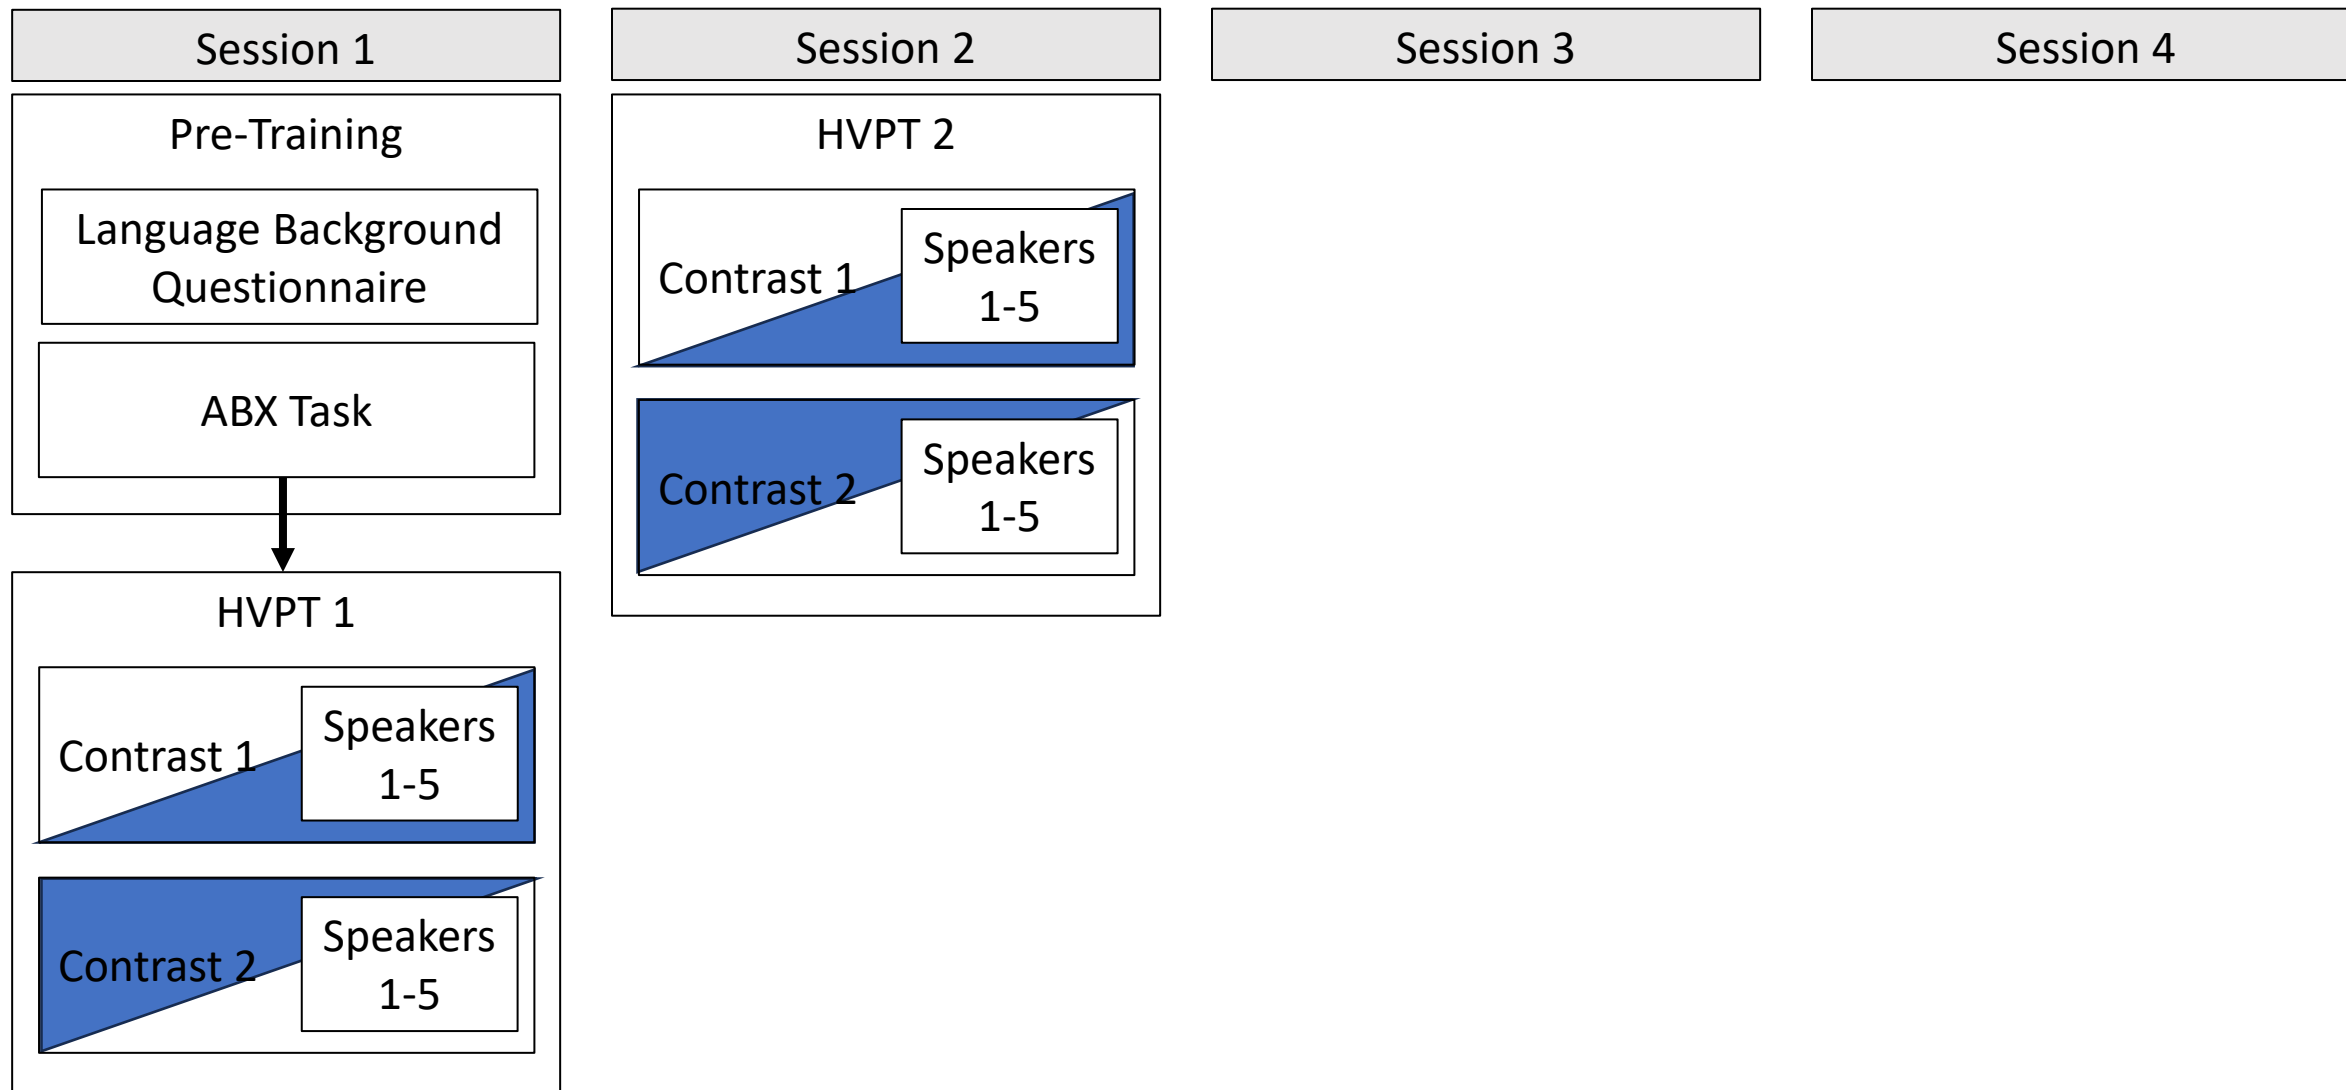 Session 1
Session 2
Session 3
Session 4
Pre-Training
Language Background
Questionnaire
ABX Task
HVPT 1
Contrast 1
Speakers
1-5
Contrast 2
Speakers
1-5
HVPT 2
Contrast 1
Speakers
1-5
Contrast 2
Speakers
1-5